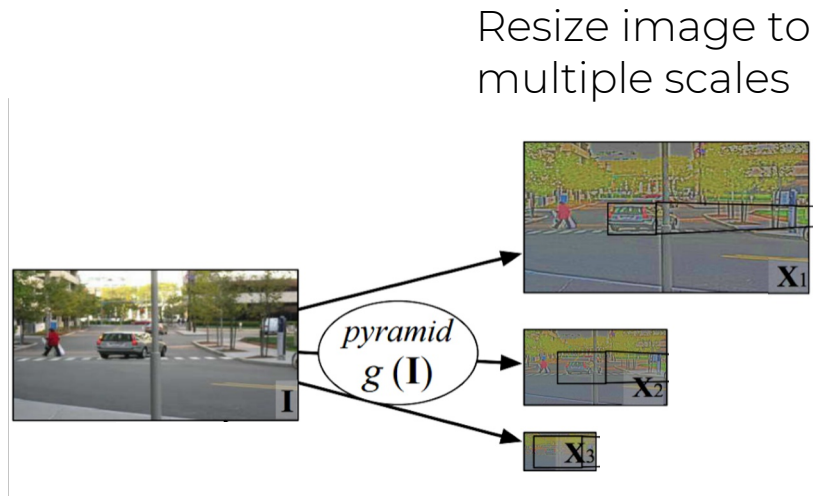 Resize image to
multiple scales
X1
pyramid
g (I)
I
X2
X3